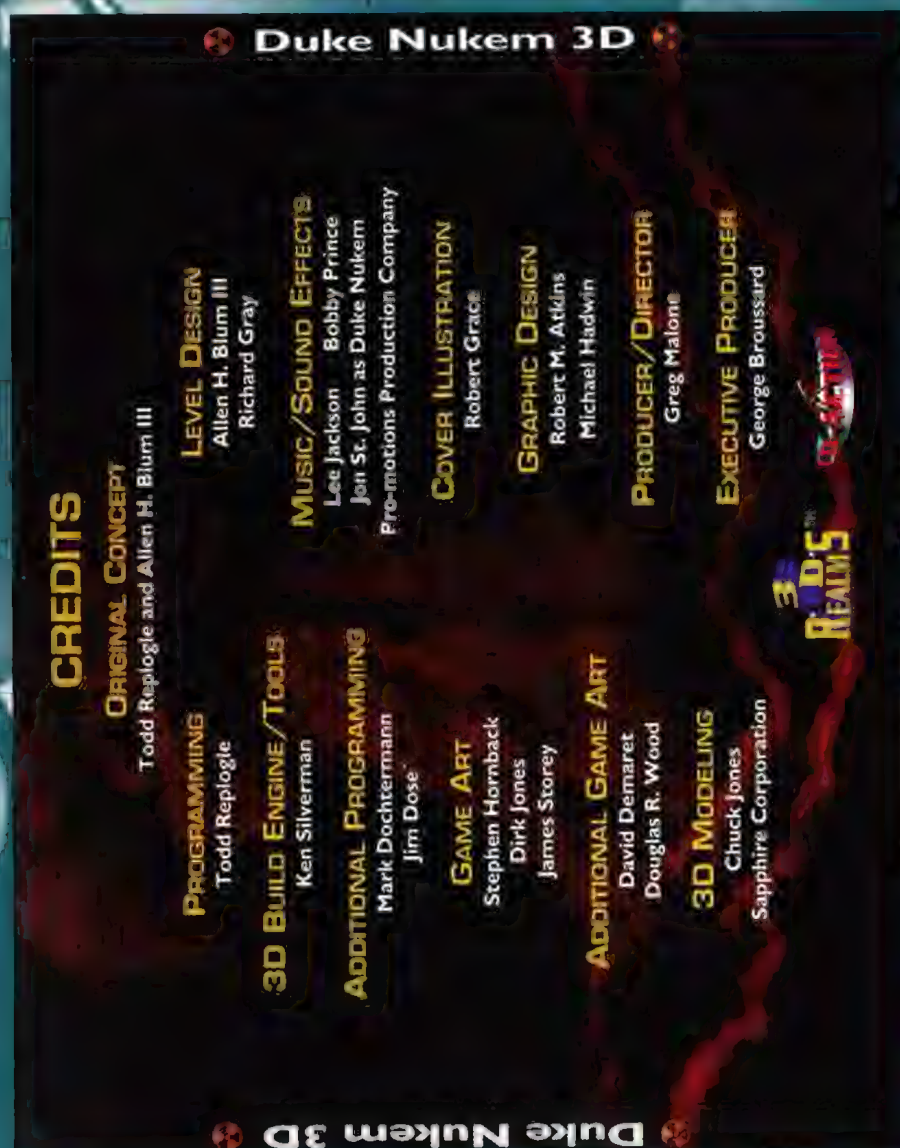 Duke Nukem 3D
CREDITS
ORIGINAL CONCEPT
Todd Replogle and Allen H. Blum III
PROGRAMMING
Todd Replogle
3D BUILD ENGINE/TOOLS
Ken Silverman
ADDITIONAL PROGRAMMING
Mark Dochtermann
Jim Dose
GAME ART
Stephen Hornback
Dirk Jones
James Storey
ADDITIONAL GAME ART
David Demaret
Douglas R. Wood
3D MODELING
Chuck Jones
Sapphire Corporation
LEVEL DESIGN
Allen H. Blum III
Richard Gray
MUSIC/SOUND EFFECTS
Lee Jackson Bobby Prince
Jon St. John as Duke Nukem
Pro-motions Production Company
COVER ILLUSTRATION
Robert Grace
GRAPHIC DESIGN
Robert M. Atkins
Michael Hadwin
PRODUCER/DIRECTOR
Greg Malone
EXECUTIVE PRODUCER
George Broussard
3D
REALMS
Duke Nukem 3D